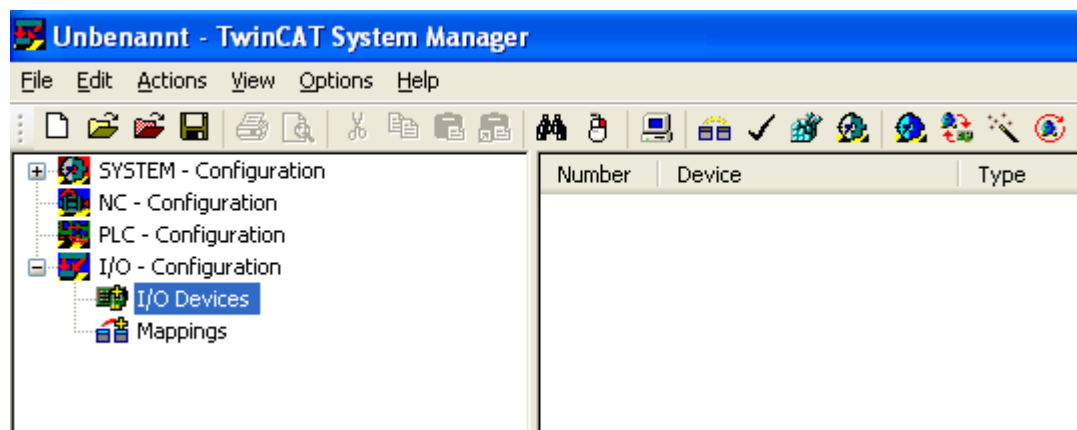 Unbenannt - TwinCAT System Manager
File Edit Actions View Options Help
SYSTEM - Configuration
NC - Configuration
PLC - Configuration
I/O - Configuration
I/O Devices
Mappings
Number Device Type